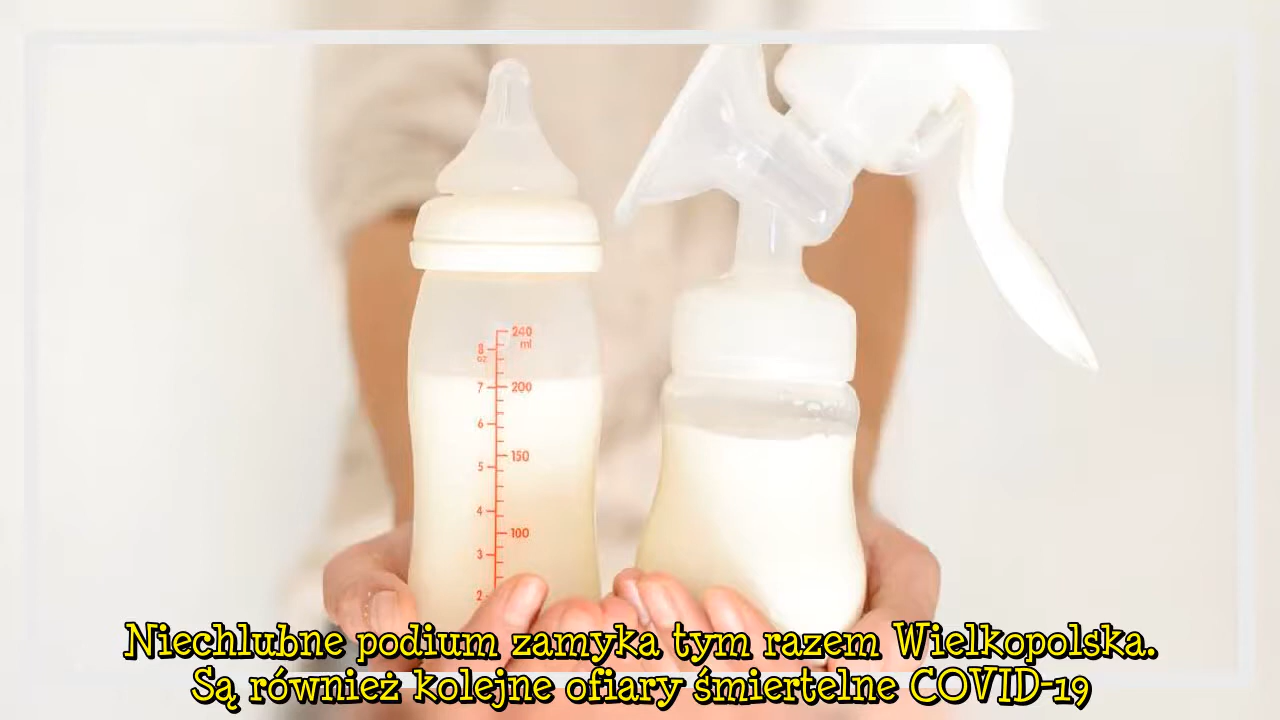 240
ml
8
oz
7
200
6
150
5
4
100
3
2
Niechlubne podium zamyka tym razem Wielkopolska.
Są również kolejne ofiary śmiertelne COVID-19